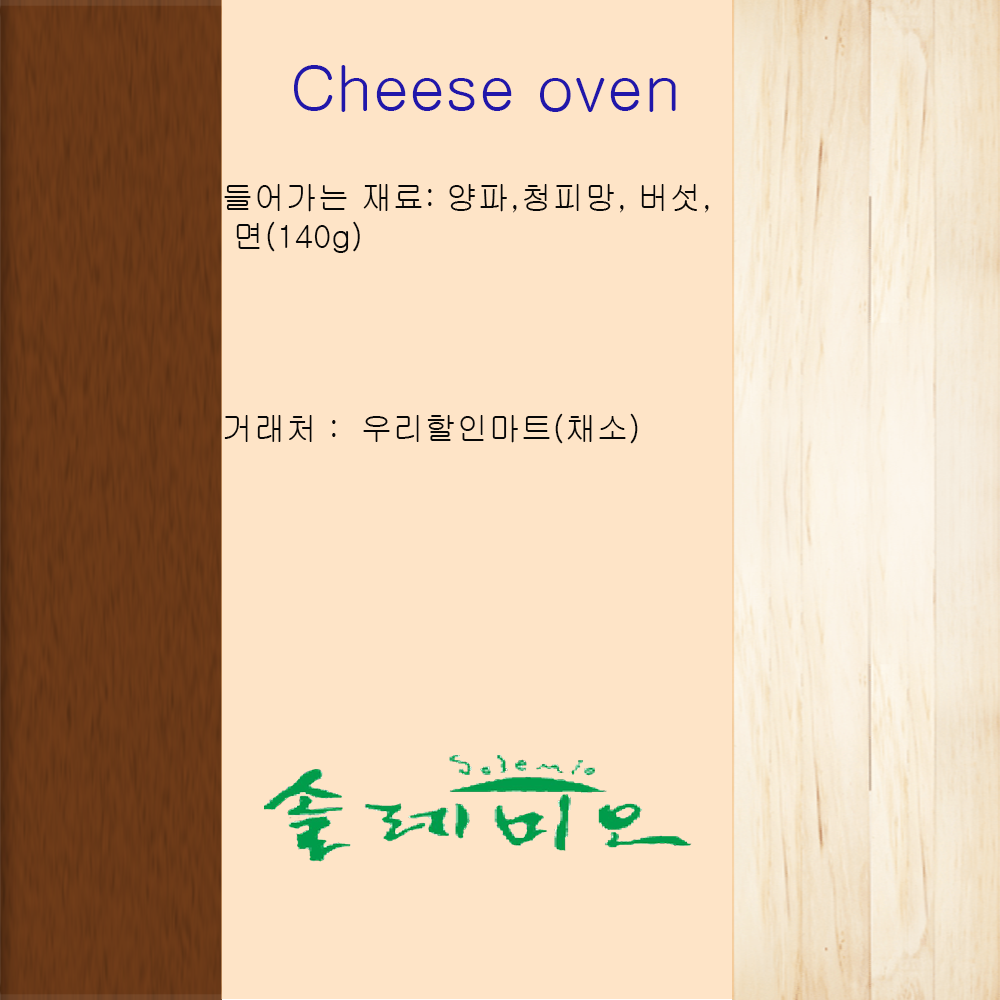 Cheese oven
들어가는 재료: 양파,청피망, 버섯,
면(140g)
거래처 : 우리할인마트(채소)
Solemio
솔레미오